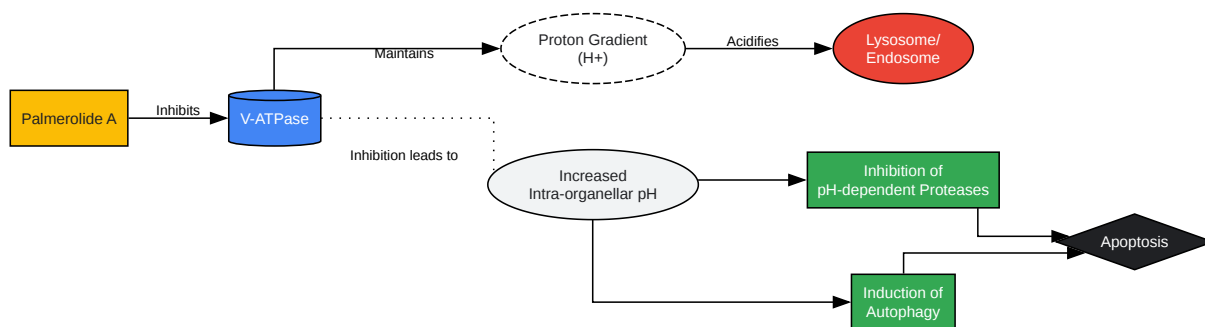 Palmerolide A
Inhibits
V-ATPase
Maintains
Proton Gradient
(H+)
Acidifies
Lysosome/
Endosome
Inhibition leads to
Increased
Intra-organellar pH
Inhibition of
pH-dependent Proteases
Induction of
Autophagy
Apoptosis